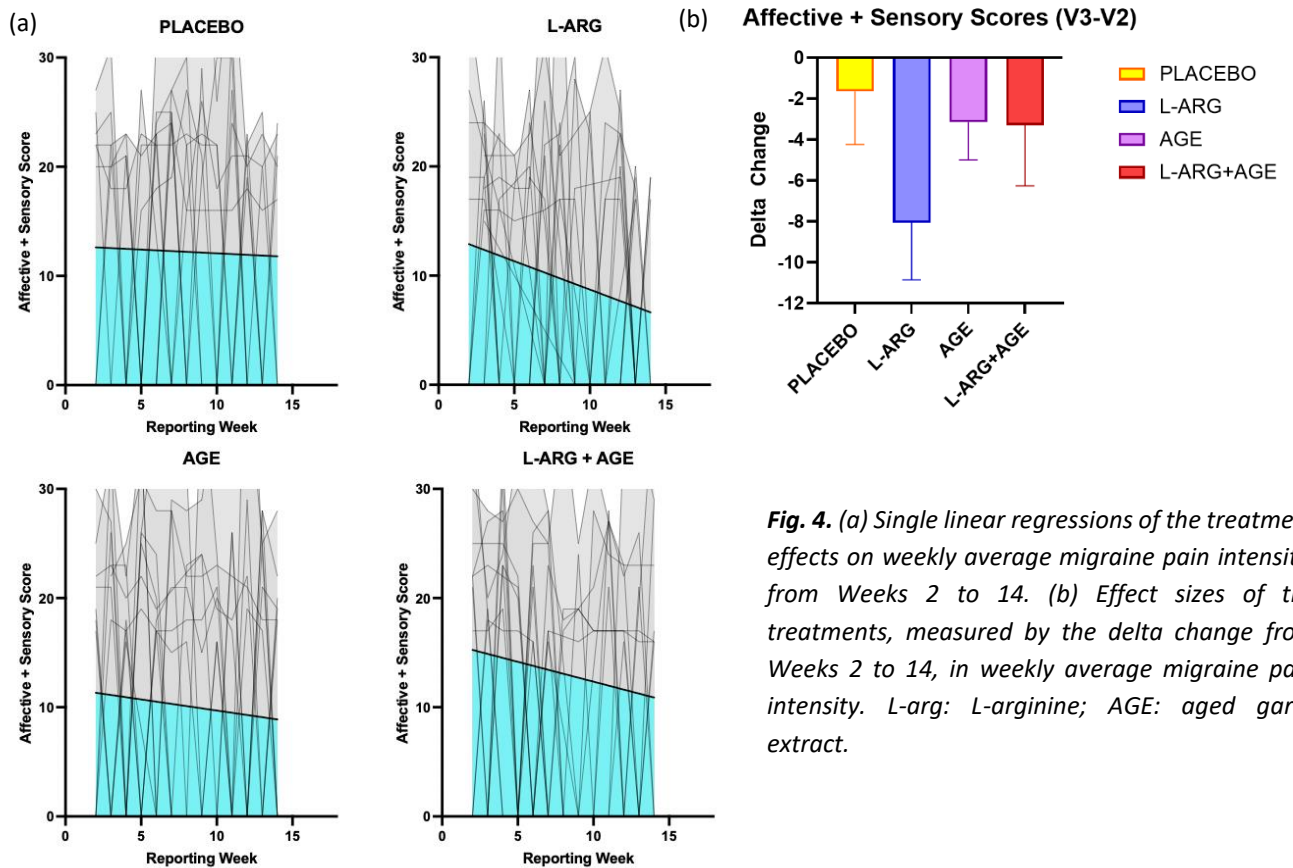 (a)
PLACEBO
30
20
10
0
Affective + Sensory Score
0 5 10 15
Reporting Week
L-ARG
30
20
10
0
Affective + Sensory Score
0 5 10 15
Reporting Week
AGE
30
20
10
0
Affective + Sensory Score
0 5 10 15
Reporting Week
L-ARG + AGE
30
20
10
0
Affective + Sensory Score
0 5 10 15
Reporting Week
(b) Affective + Sensory Scores (V3-V2)
0
-2
-4
-6
-8
-10
-12
Delta Change
PLACEBO
L-ARG
AGE
L-ARG+AGE
PLACEBO
L-ARG
AGE
L-ARG+AGE
Fig. 4. (a) Single linear regressions of the treatme
effects on weekly average migraine pain intensit
from Weeks 2 to 14. (b) Effect sizes of th
treatments, measured by the delta change fro
Weeks 2 to 14, in weekly average migraine pa
intensity. L-arg: L-arginine; AGE: aged gar
extract.